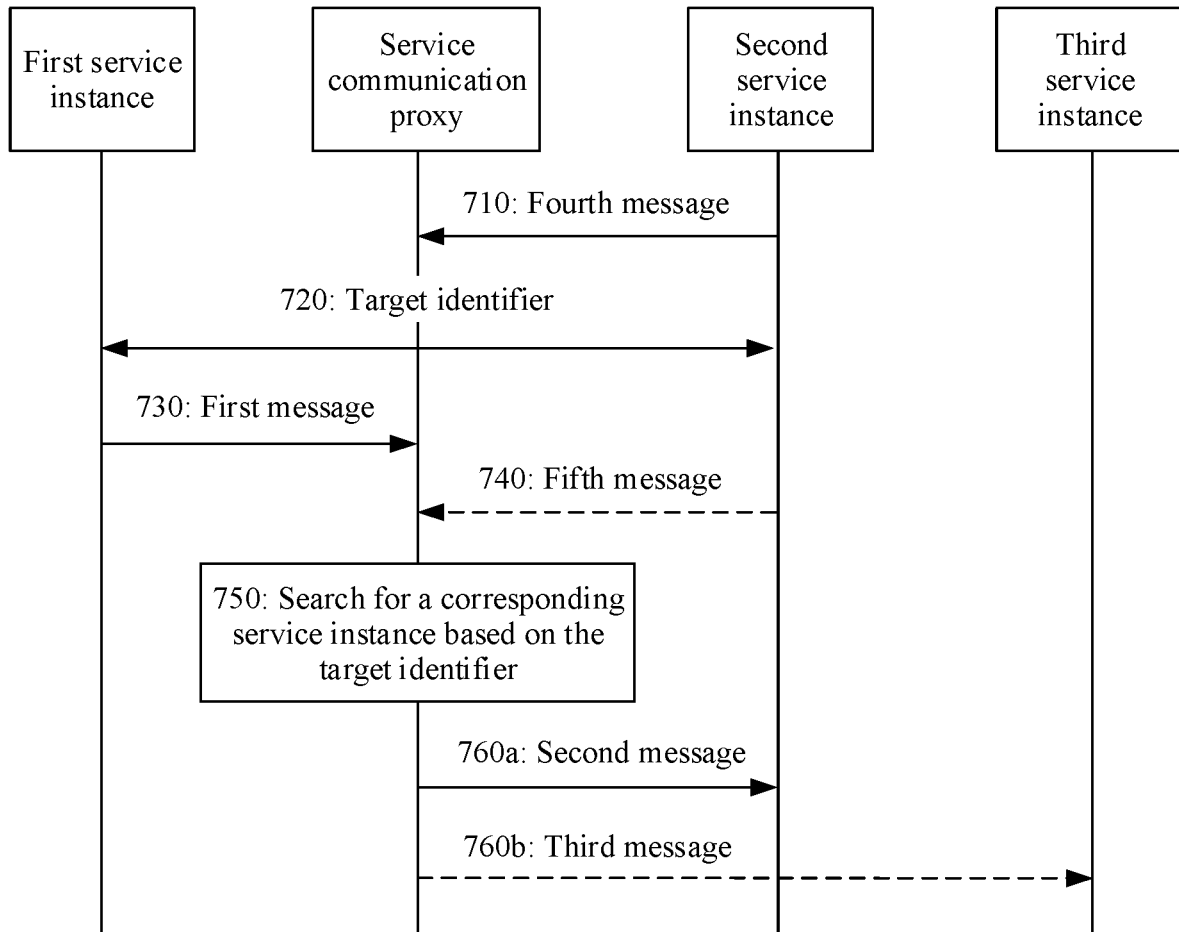 First service
instance
Service
communication
proxy
Second
service
instance
Third
service
instance
710: Fourth message
720: Target identifier
730: First message
740: Fifth message
750: Search for a corresponding
service instance based on the
target identifier
760a: Second message
760b: Third message